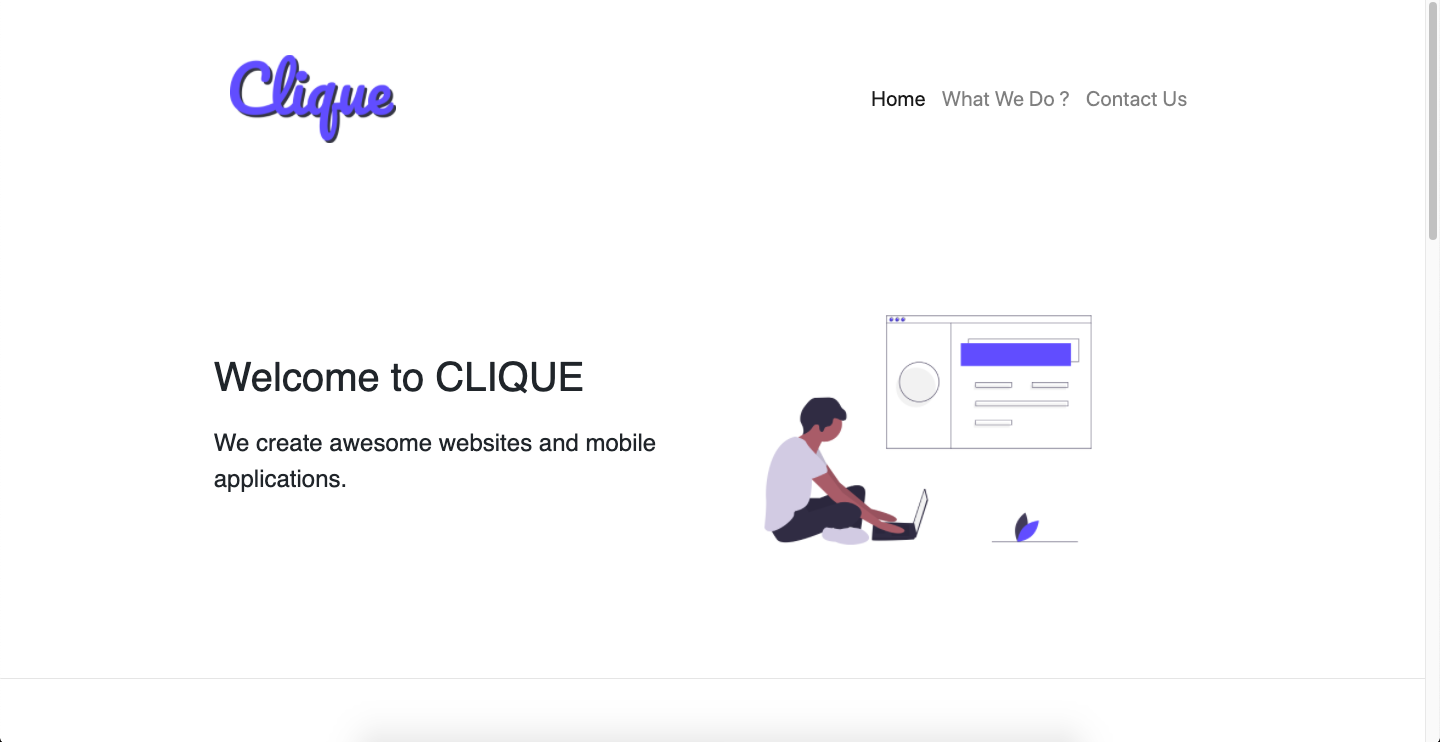 Clique
Home What We Do ? Contact Us
Welcome to CLIQUE
We create awesome websites and mobile
applications.